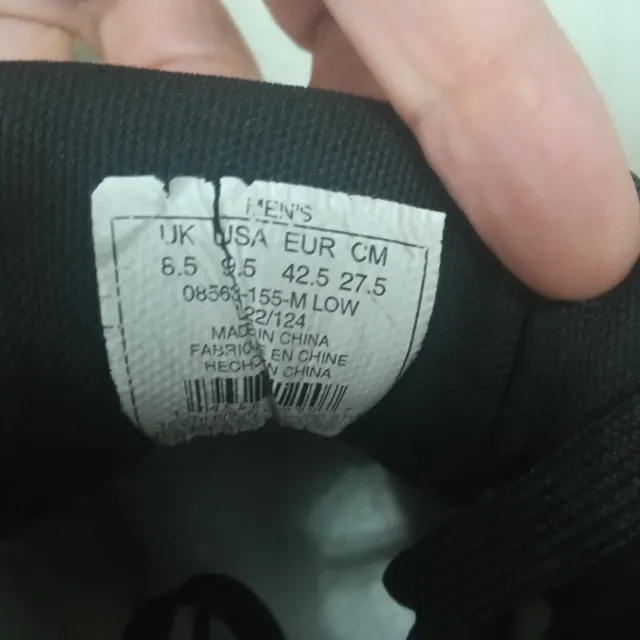 MEN'S
UK USA EUR CM
8.5 9.5 42.5 27.5
08563-155-M LOW
22/124
MADE IN CHINA
FABRIQUÉ EN CHINE
HECHO EN CHINA